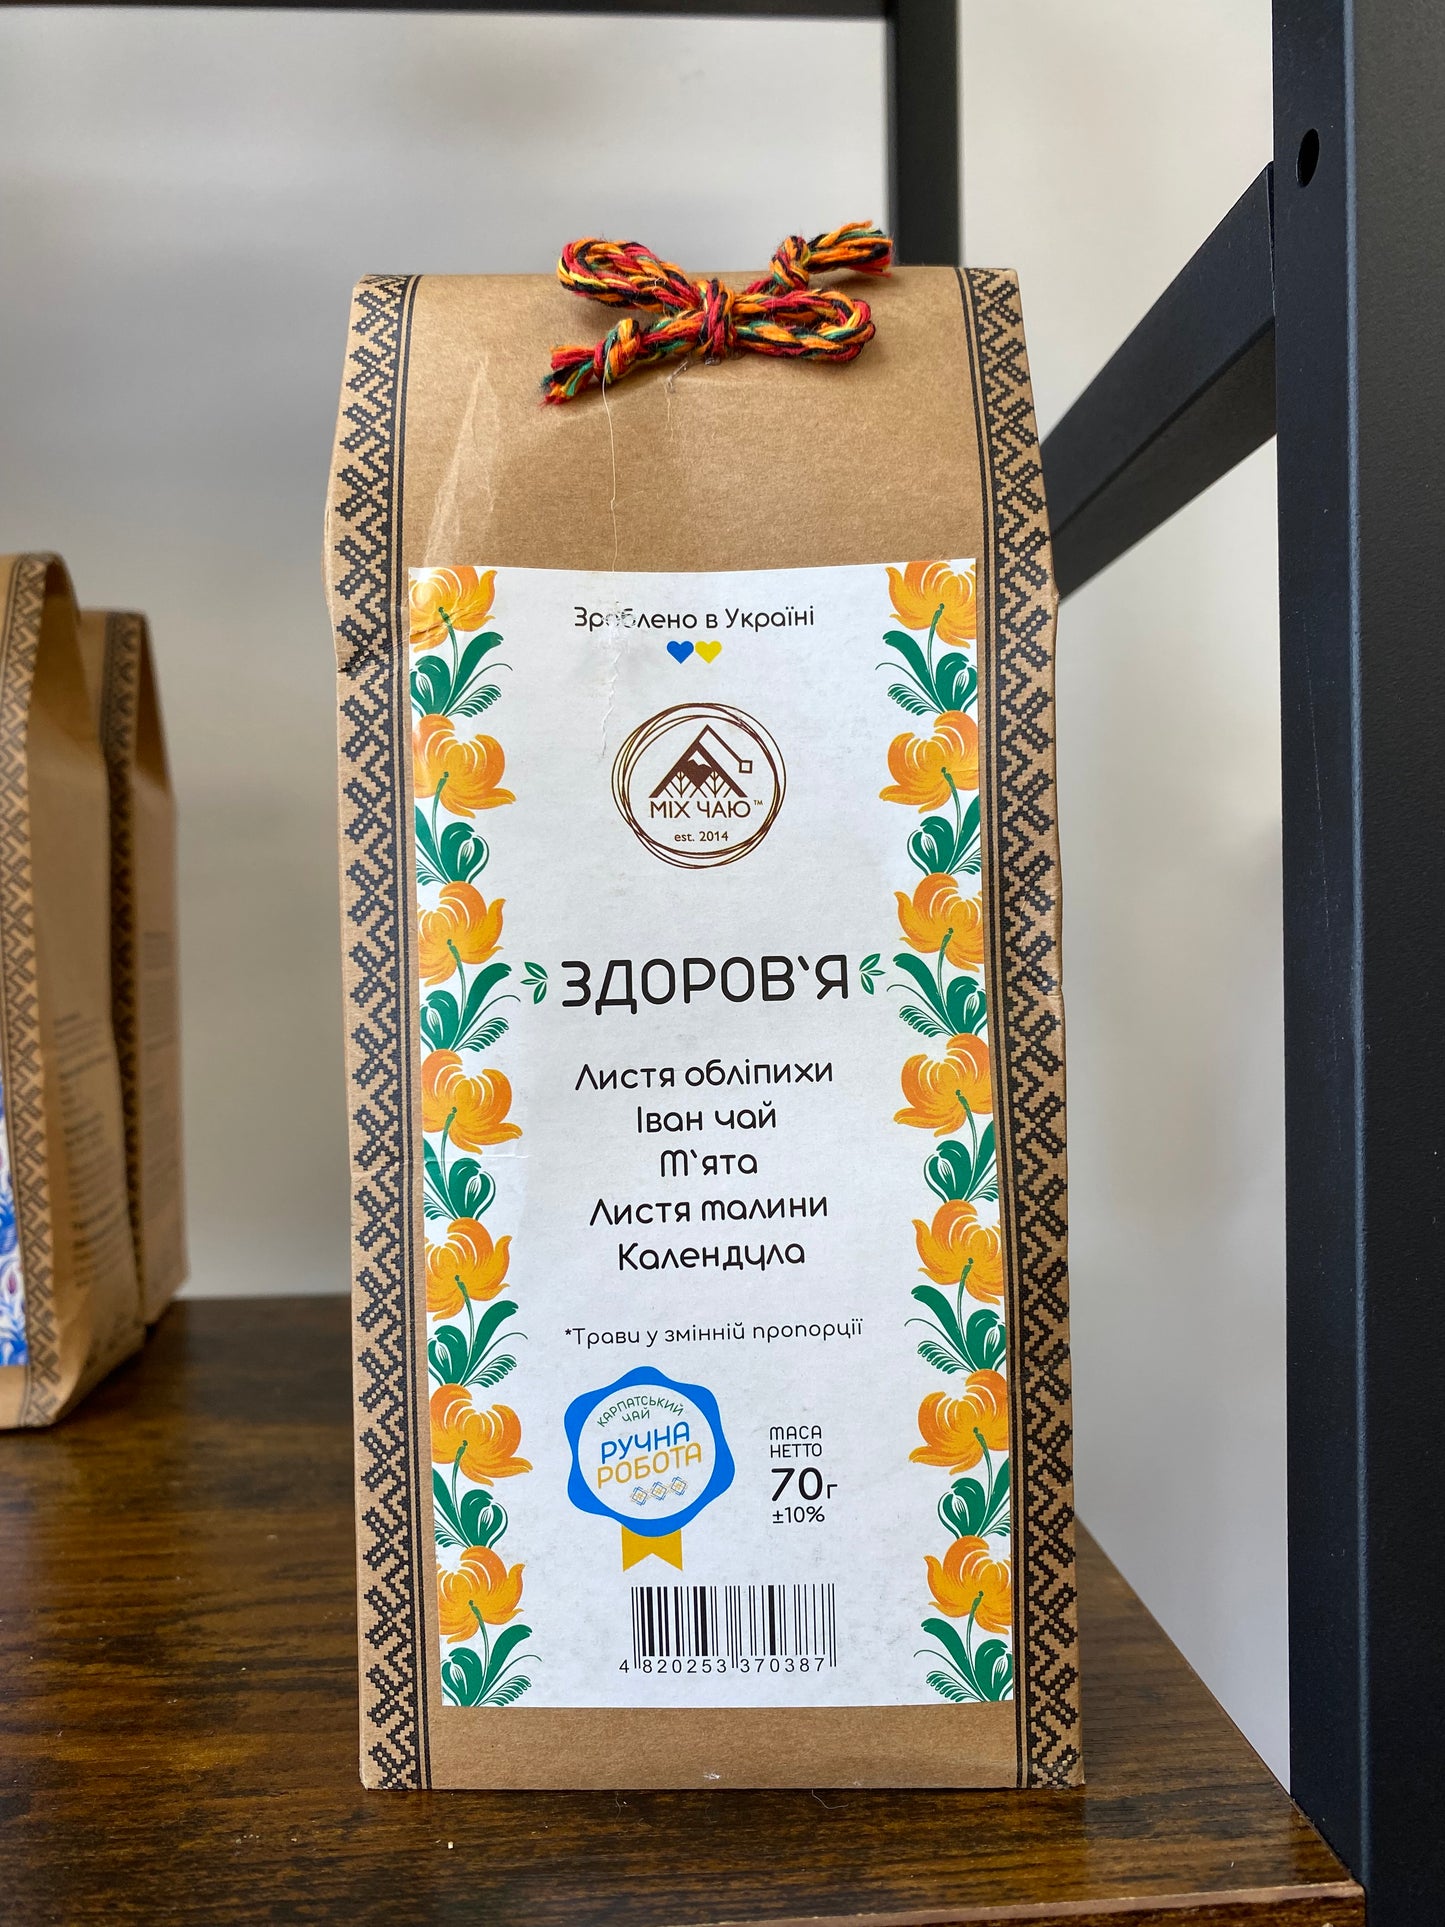 Зроблено в Україні
МІХ ЧАЮ™
est. 2014
ЗДОРОВ`Я
Листя обліпихи
Іван чай
М`ята
Листя малини
Календула
*Трави у змінній пропорції
КАРПАТСЬКИЙ
ЧАЙ
РУЧНА
РОБОТА
МАСА
НЕТТО
70г
±10%
4 820253 370387